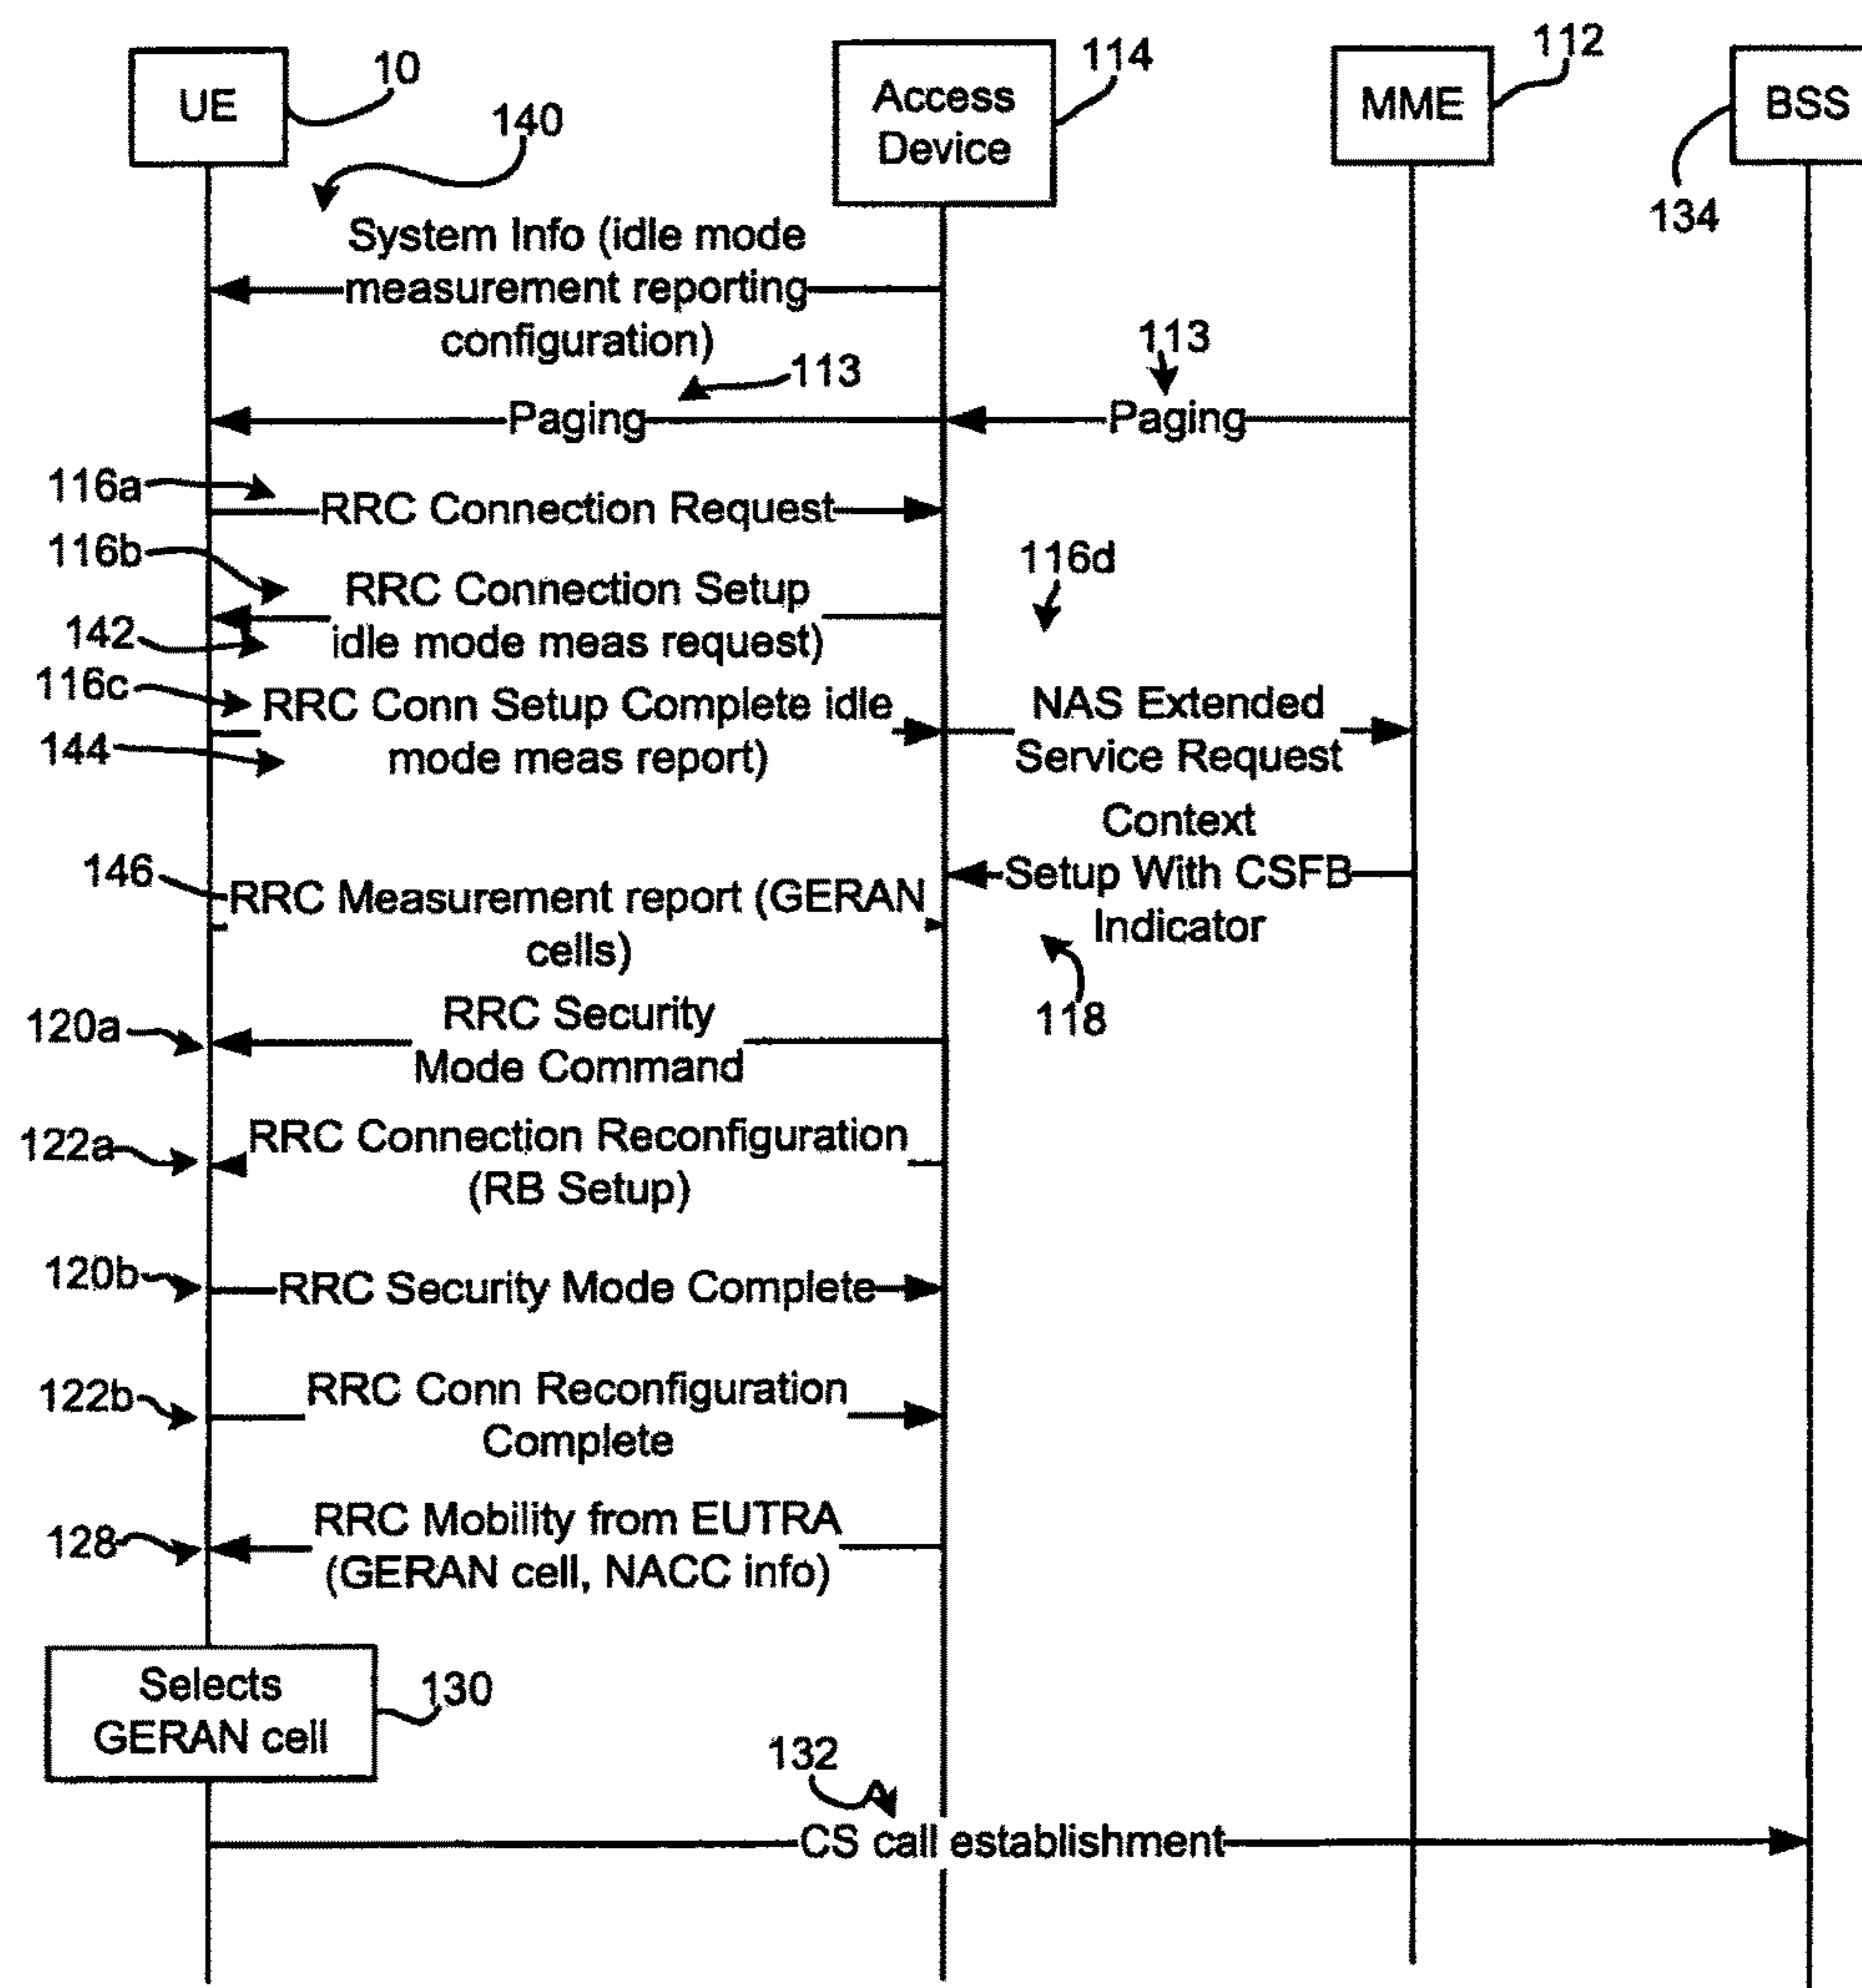 UE
10
Access
Device
114
MME
112
BSS
134
140
System Info (idle mode
measurement reporting
configuration)
113
113
Paging
Paging
116a
RRC Connection Request
116b
RRC Connection Setup
idle mode meas request)
142
116d
116c
RRC Conn Setup Complete idle
mode meas report)
144
NAS Extended
Service Request
Context
Setup With CSFB
Indicator
118
146
RRC Measurement report (GERAN
cells)
120a
RRC Security
Mode Command
122a
RRC Connection Reconfiguration
(RB Setup)
120b
RRC Security Mode Complete
122b
RRC Conn Reconfiguration
Complete
128
RRC Mobility from EUTRA
(GERAN cell, NACC info)
Selects
GERAN cell
130
132
CS call establishment